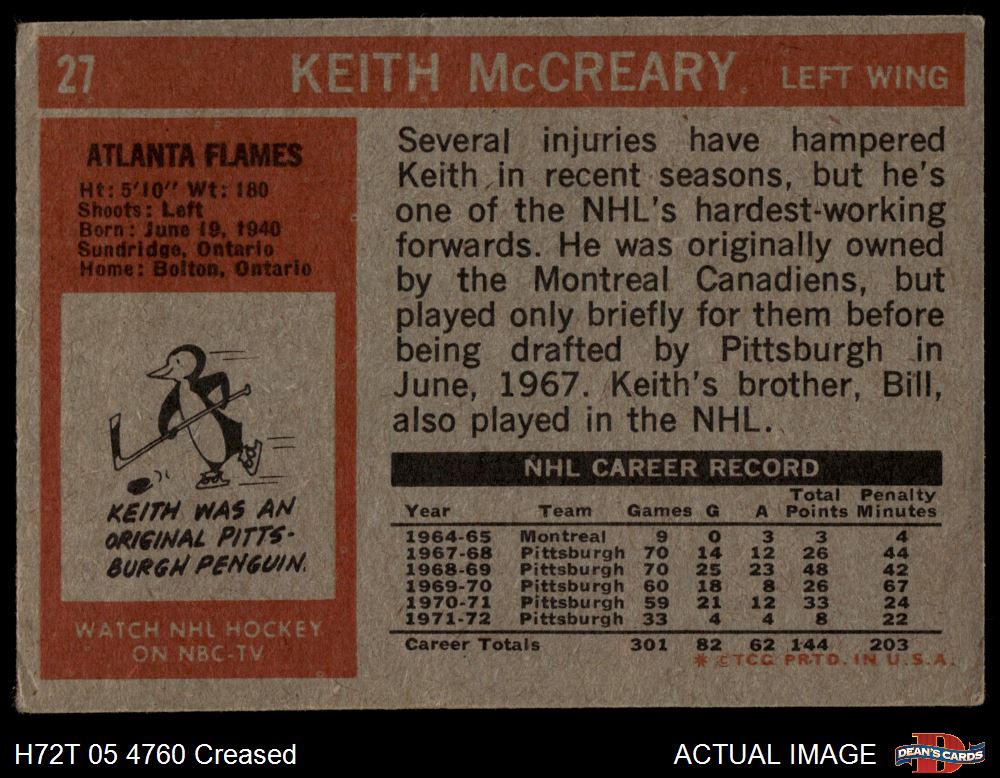 27 KEITH McCREARY LEFT WING
ATLANTA FLAMES
Ht: 5'10" Wt: 180
Shoots: Left
Born: June 19, 1940
Sundridge, Ontario
Home: Bolton, Ontario
KEITH WAS AN
ORIGINAL PITTS-
BURGH PENGUIN.
WATCH NHL HOCKEY
ON NBC-TV
Several injuries have hampered
Keith in recent seasons, but he's
one of the NHL's hardest-working
forwards. He was originally owned
by the Montreal Canadiens, but
played only briefly for them before
being drafted by Pittsburgh in
June, 1967. Keith's brother, Bill,
also played in the NHL.
NHL CAREER RECORD
Year Team Games G A Total Points Penalty Minutes
1964-65 Montreal 9 0 3 3 4
1967-68 Pittsburgh 70 14 12 26 44
1968-69 Pittsburgh 70 25 23 48 42
1969-70 Pittsburgh 60 18 8 26 67
1970-71 Pittsburgh 59 21 12 33 24
1971-72 Pittsburgh 33 4 4 8 22
Career Totals 301 82 62 144 203
* © TCG PRTD. IN U.S.A.
H72T 05 4760 Creased
ACTUAL IMAGE
DEAN'S CARDS